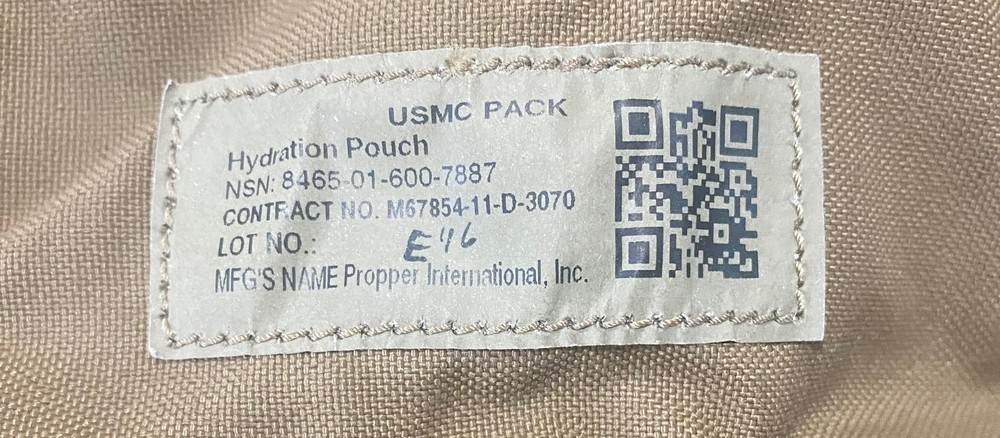 USMC PACK
Hydration Pouch
NSN: 8465-01-600-7887
CONTRACT NO. M67854-11-D-3070
LOT NO.: E46
MFG'S NAME Propper International, Inc.